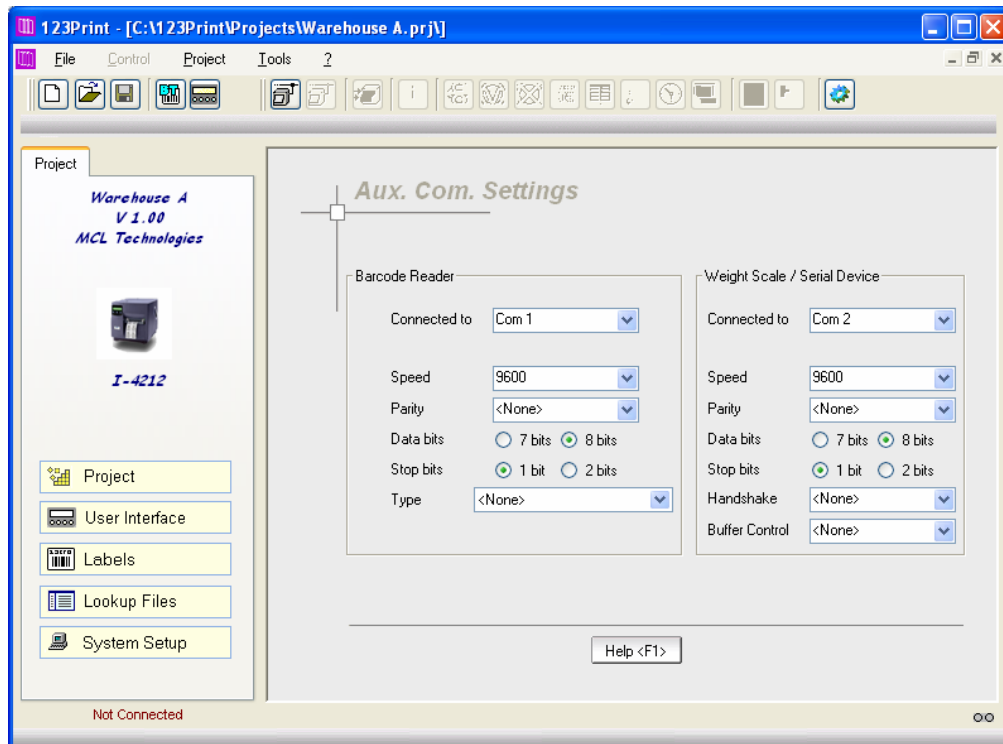 123Print - [C:\123Print\Projects\Warehouse A.prj\]
File Control Project Tools ?
Project
Warehouse A
V 1.00
MCL Technologies
I-4212
Project
User Interface
Labels
Lookup Files
System Setup
Not Connected
Aux. Com. Settings
Barcode Reader
Connected to Com 1
Speed 9600
Parity <None>
Data bits 7 bits 8 bits
Stop bits 1 bit 2 bits
Type <None>
Weight Scale / Serial Device
Connected to Com 2
Speed 9600
Parity <None>
Data bits 7 bits 8 bits
Stop bits 1 bit 2 bits
Handshake <None>
Buffer Control <None>
Help <F1>